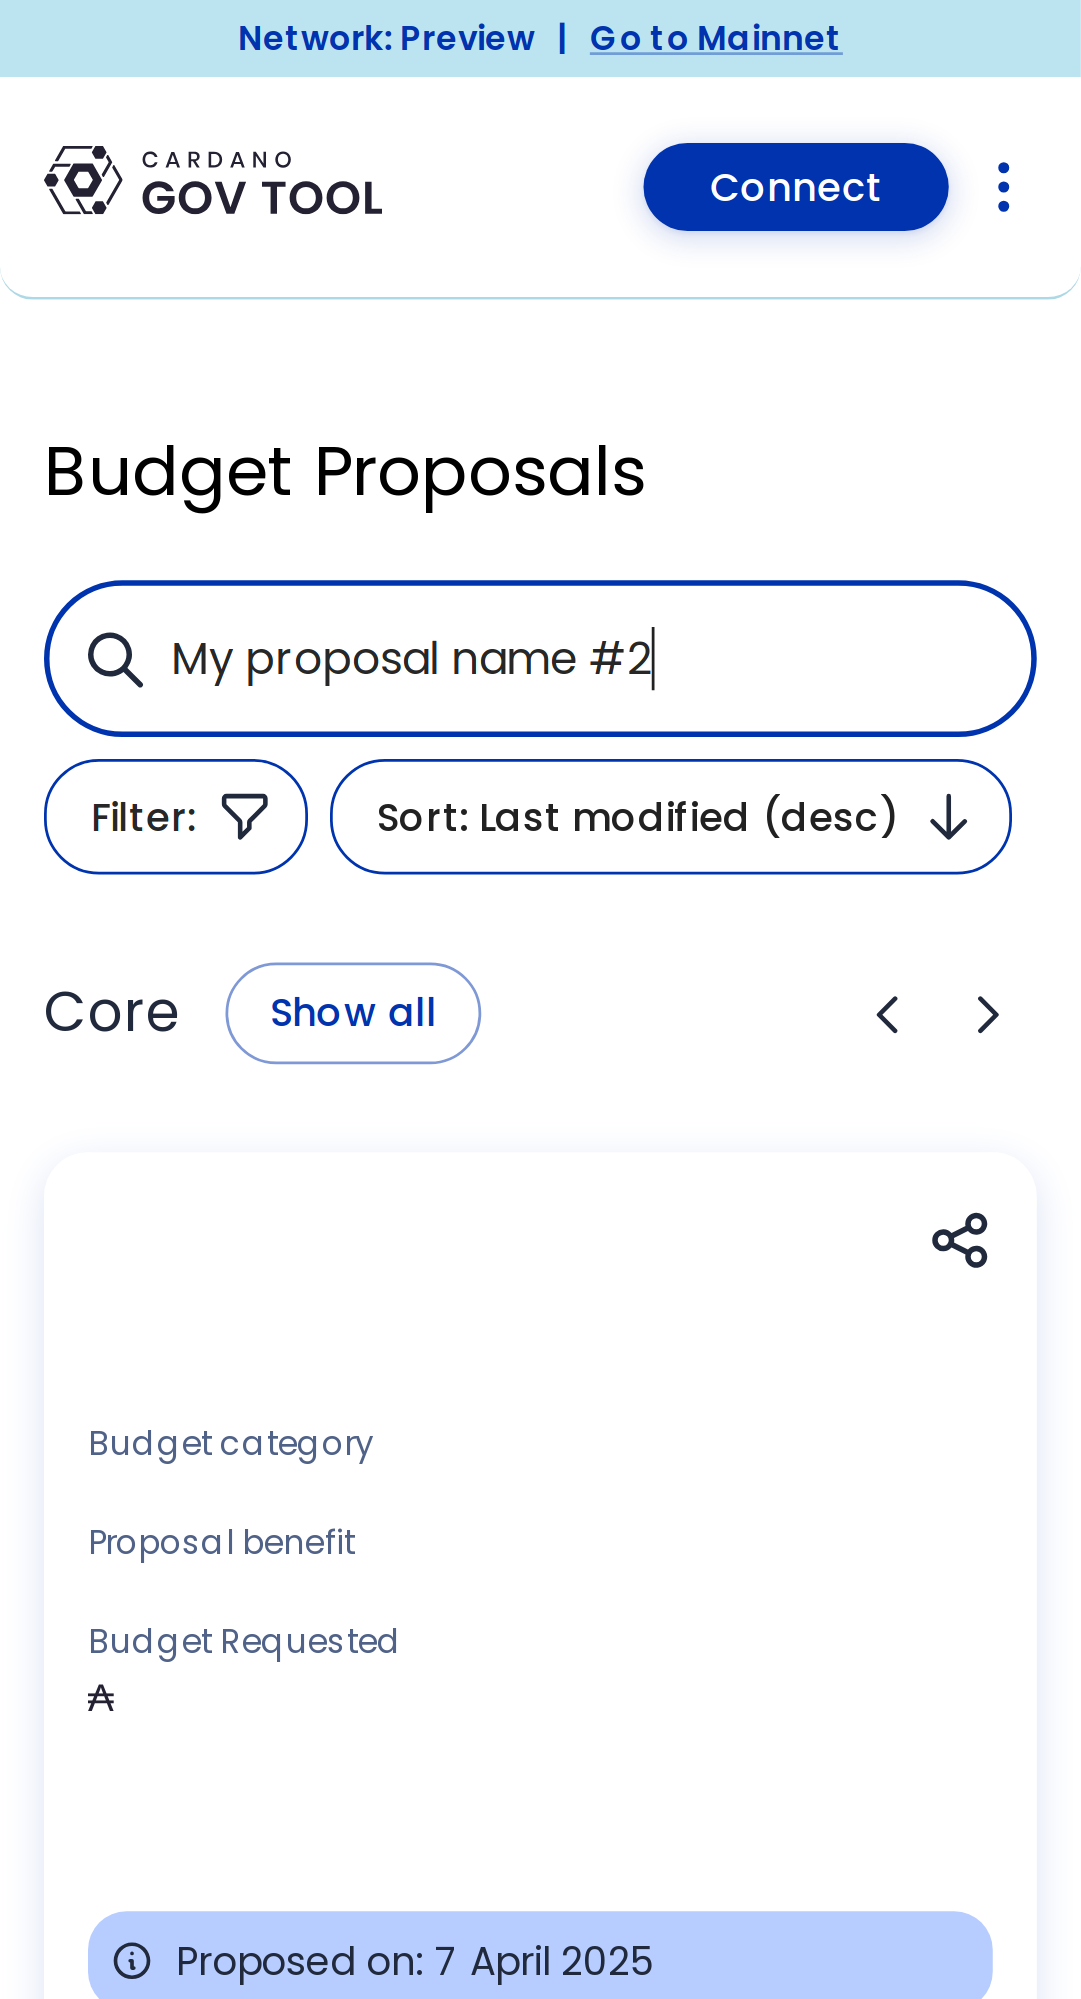 Network: Preview | Go to Mainnet
CARDANO
GOV TOOL
Connect
Budget Proposals
My proposal name #2
Filter:
Sort: Last modified (desc)
Core
Show all
Budget category
Proposal benefit
Budget Requested
₳
Proposed on: 7 April 2025